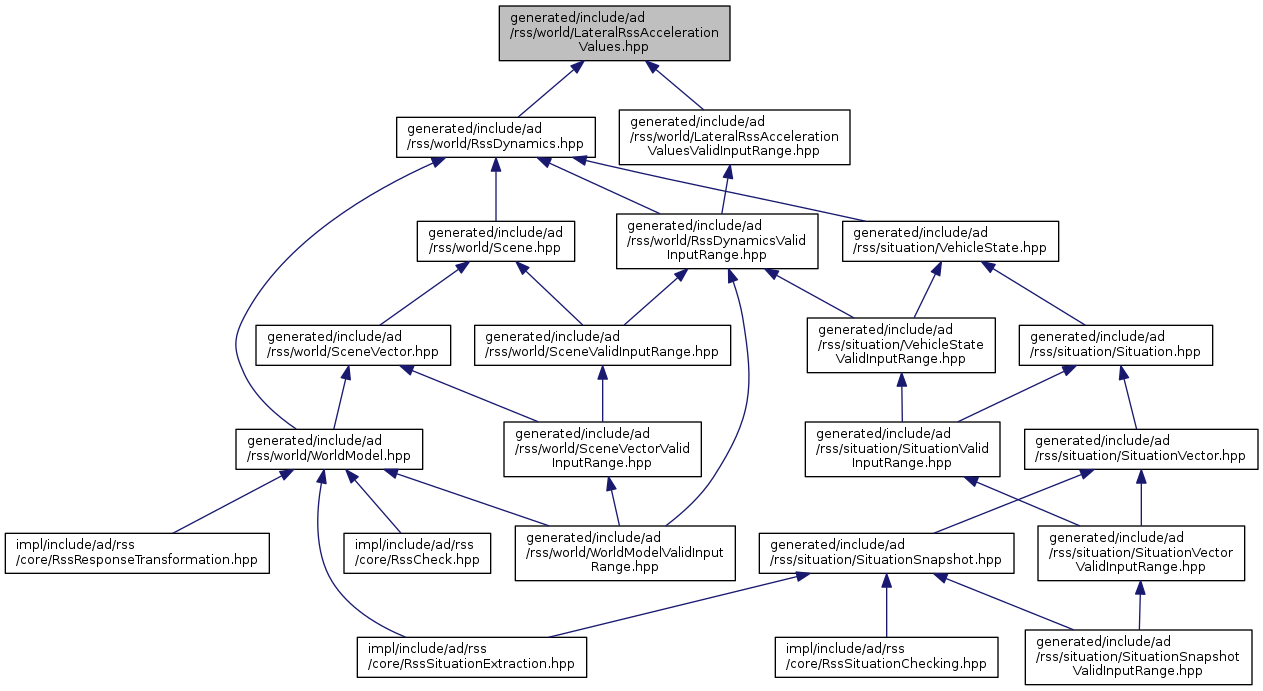 generated/include/ad
/rss/world/LateralRssAcceleration
Values.hpp
generated/include/ad
/rss/world/RssDynamics.hpp
generated/include/ad
/rss/world/LateralRssAcceleration
ValuesValidInputRange.hpp
generated/include/ad
/rss/world/Scene.hpp
generated/include/ad
/rss/world/RssDynamicsValid
InputRange.hpp
generated/include/ad
/rss/situation/VehicleState.hpp
generated/include/ad
/rss/world/SceneVector.hpp
generated/include/ad
/rss/world/SceneValidInputRange.hpp
generated/include/ad
/rss/situation/VehicleState
ValidInputRange.hpp
generated/include/ad
/rss/situation/Situation.hpp
generated/include/ad
/rss/world/WorldModel.hpp
generated/include/ad
/rss/world/SceneVectorValid
InputRange.hpp
generated/include/ad
/rss/situation/SituationValid
InputRange.hpp
generated/include/ad
/rss/situation/SituationVector.hpp
impl/include/ad/rss
/core/RssResponseTransformation.hpp
impl/include/ad/rss
/core/RssCheck.hpp
generated/include/ad
/rss/world/WorldModelValidInput
Range.hpp
generated/include/ad
/rss/situation/SituationSnapshot.hpp
generated/include/ad
/rss/situation/SituationVector
ValidInputRange.hpp
impl/include/ad/rss
/core/RssSituationExtraction.hpp
impl/include/ad/rss
/core/RssSituationChecking.hpp
generated/include/ad
/rss/situation/SituationSnapshot
ValidInputRange.hpp